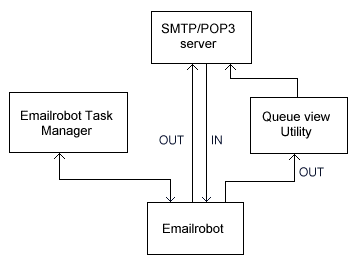 SMTP/POP3
server
Emailrobot Task
Manager
Queue view
Utility
OUT
IN
OUT
Emailrobot